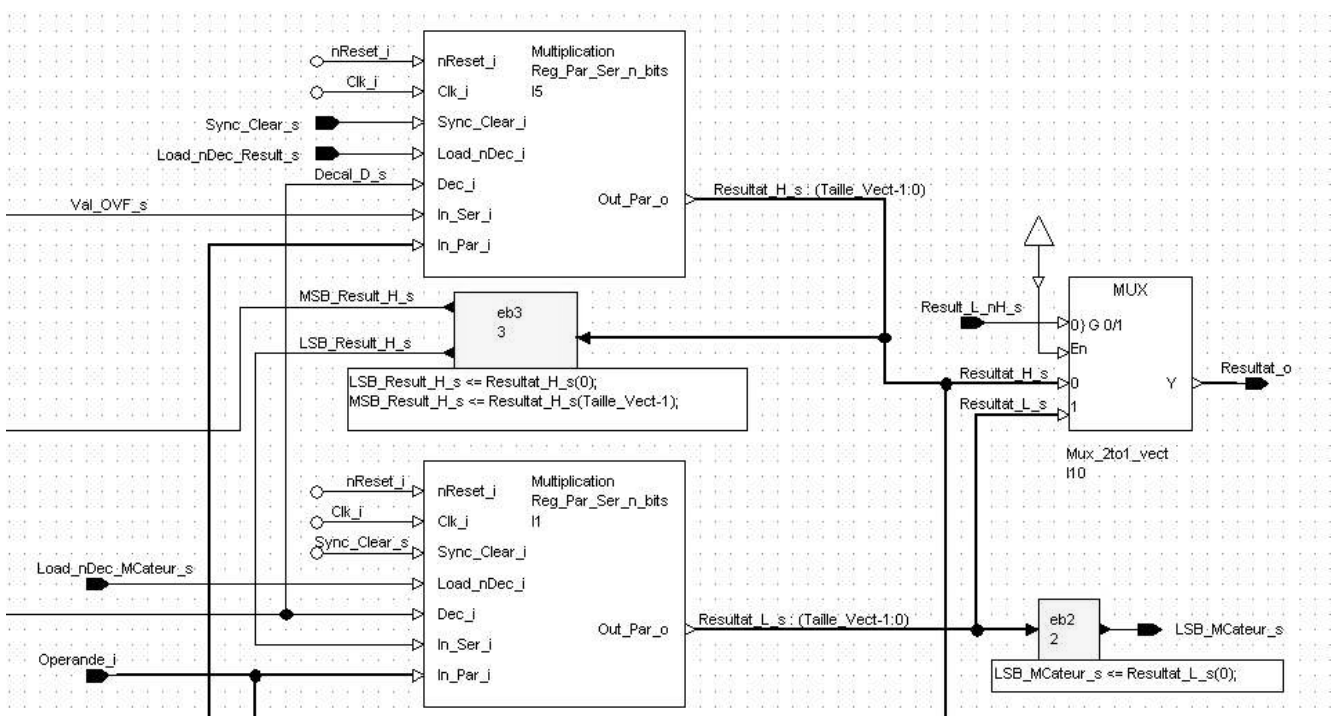 nReset_i
Clk_i
Sync_Clear_s
Load_nDec_Result_s
Decal_D_s
Val_OVF_s
nReset_i
Clk_i
Sync_Clear_i
Load_nDec_i
Dec_i
In_Ser_i
In_Par_i
Multiplication
Reg_Par_Ser_n_bits
I5
Out_Par_o
Resultat_H_s : (Taille_Vect-1:0)
MSB_Result_H_s
LSB_Result_H_s
eb3
3
LSB_Result_H_s <= Resultat_H_s(0);
MSB_Result_H_s <= Resultat_H_s(Taille_Vect-1);
Result_L_nH_s
Resultat_H_s
Resultat_L_s
MUX
0} G 0/1
En
0
1
Y
Resultat_o
Mux_2to1_vect
I10
nReset_i
Clk_i
Sync_Clear_s
Load_nDec_MCateur_s
Operande_i
nReset_i
Clk_i
Sync_Clear_i
Load_nDec_i
Dec_i
In_Ser_i
In_Par_i
Multiplication
Reg_Par_Ser_n_bits
I1
Out_Par_o
Resultat_L_s : (Taille_Vect-1:0)
eb2
2
LSB_MCateur_s
LSB_MCateur_s <= Resultat_L_s(0);